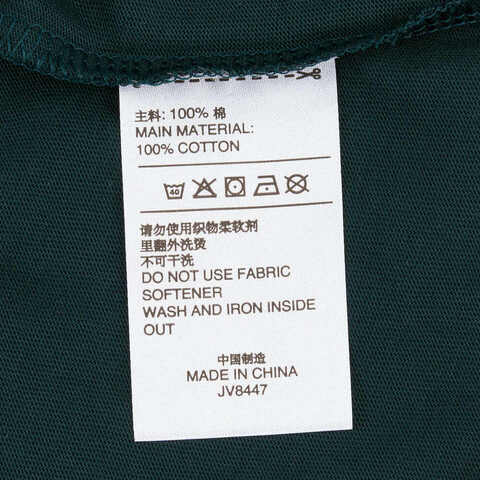 主料: 100% 棉
MAIN MATERIAL:
100% COTTON
40
请勿使用织物柔软剂
里翻外洗烫
不可干洗
DO NOT USE FABRIC
SOFTENER
WASH AND IRON INSIDE
OUT
中国制造
MADE IN CHINA
JV8447